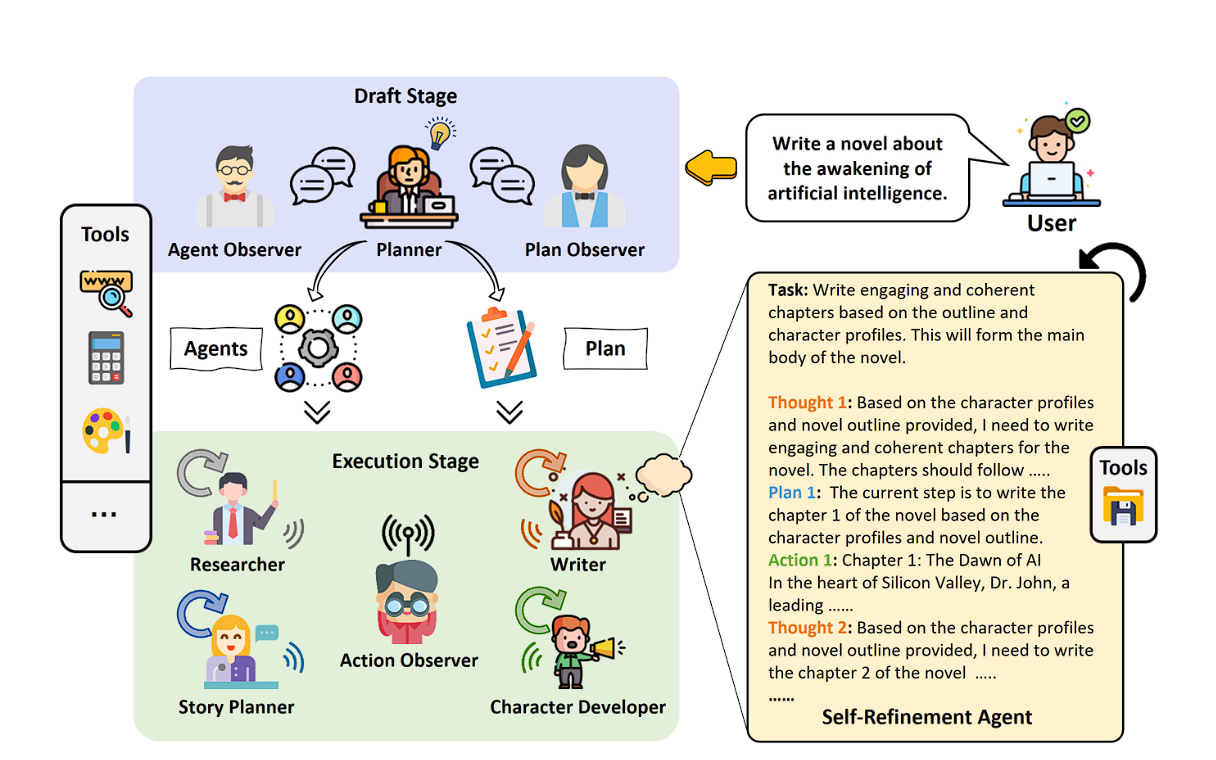 Draft Stage
Agent Observer
Planner
Plan Observer
Write a novel about
the awakening of
artificial intelligence.
User
Tools
www
...
Agents
Plan
Execution Stage
Researcher
Writer
Action Observer
Story Planner
Character Developer
Task: Write engaging and coherent
chapters based on the outline and
character profiles. This will form the main
body of the novel.
Thought 1: Based on the character profiles
and novel outline provided, I need to write
engaging and coherent chapters for the
novel. The chapters should follow .....
Plan 1: The current step is to write the
chapter 1 of the novel based on the
character profiles and novel outline.
Action 1: Chapter 1: The Dawn of AI
In the heart of Silicon Valley, Dr. John, a
leading ......
Thought 2: Based on the character profiles
and novel outline provided, I need to write
the chapter 2 of the novel .....
......
Self-Refinement Agent
Tools